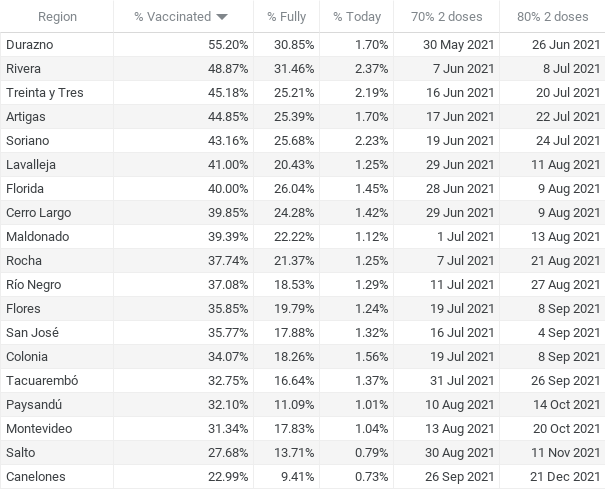 Region % Vaccinated % Fully % Today 70% 2 doses 80% 2 doses
Durazno 55.20% 30.85% 1.70% 30 May 2021 26 Jun 2021
Rivera 48.87% 31.46% 2.37% 7 Jun 2021 8 Jul 2021
Treinta y Tres 45.18% 25.21% 2.19% 16 Jun 2021 20 Jul 2021
Artigas 44.85% 25.39% 1.70% 17 Jun 2021 22 Jul 2021
Soriano 43.16% 25.68% 2.23% 19 Jun 2021 24 Jul 2021
Lavalleja 41.00% 20.43% 1.25% 29 Jun 2021 11 Aug 2021
Florida 40.00% 26.04% 1.45% 28 Jun 2021 9 Aug 2021
Cerro Largo 39.85% 24.28% 1.42% 29 Jun 2021 9 Aug 2021
Maldonado 39.39% 22.22% 1.12% 1 Jul 2021 13 Aug 2021
Rocha 37.74% 21.37% 1.25% 7 Jul 2021 21 Aug 2021
Río Negro 37.08% 18.53% 1.29% 11 Jul 2021 27 Aug 2021
Flores 35.85% 19.79% 1.24% 19 Jul 2021 8 Sep 2021
San José 35.77% 17.88% 1.32% 16 Jul 2021 4 Sep 2021
Colonia 34.07% 18.26% 1.56% 19 Jul 2021 8 Sep 2021
Tacuarembó 32.75% 16.64% 1.37% 31 Jul 2021 26 Sep 2021
Paysandú 32.10% 11.09% 1.01% 10 Aug 2021 14 Oct 2021
Montevideo 31.34% 17.83% 1.04% 13 Aug 2021 20 Oct 2021
Salto 27.68% 13.71% 0.79% 30 Aug 2021 11 Nov 2021
Canelones 22.99% 9.41% 0.73% 26 Sep 2021 21 Dec 2021